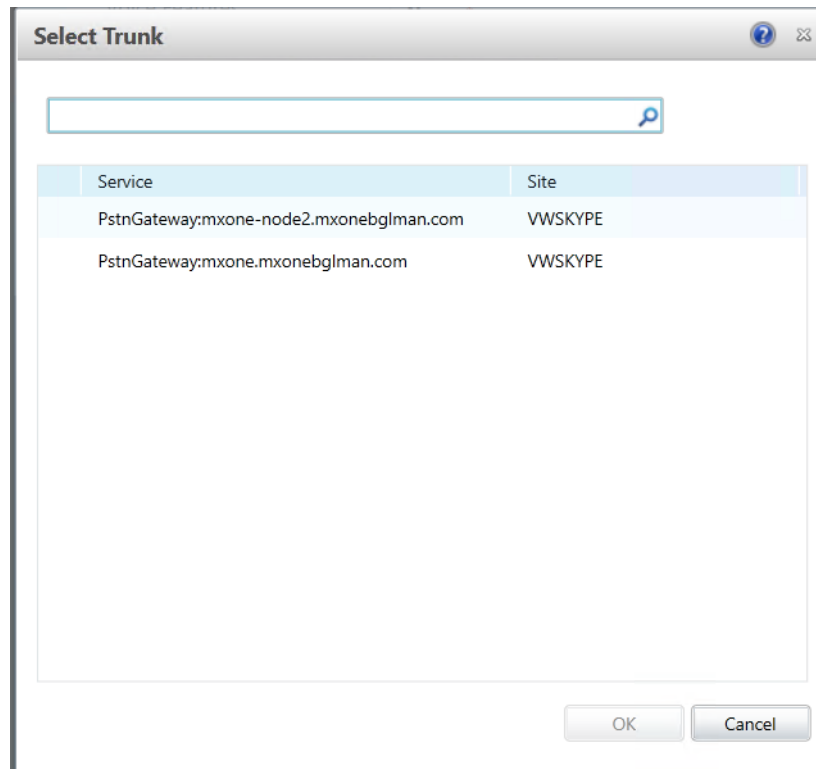 Select Trunk
Service Site
PstnGateway:mxone-node2.mxonebglman.com VWSKYPE
PstnGateway:mxone.mxonebglman.com VWSKYPE
OK Cancel